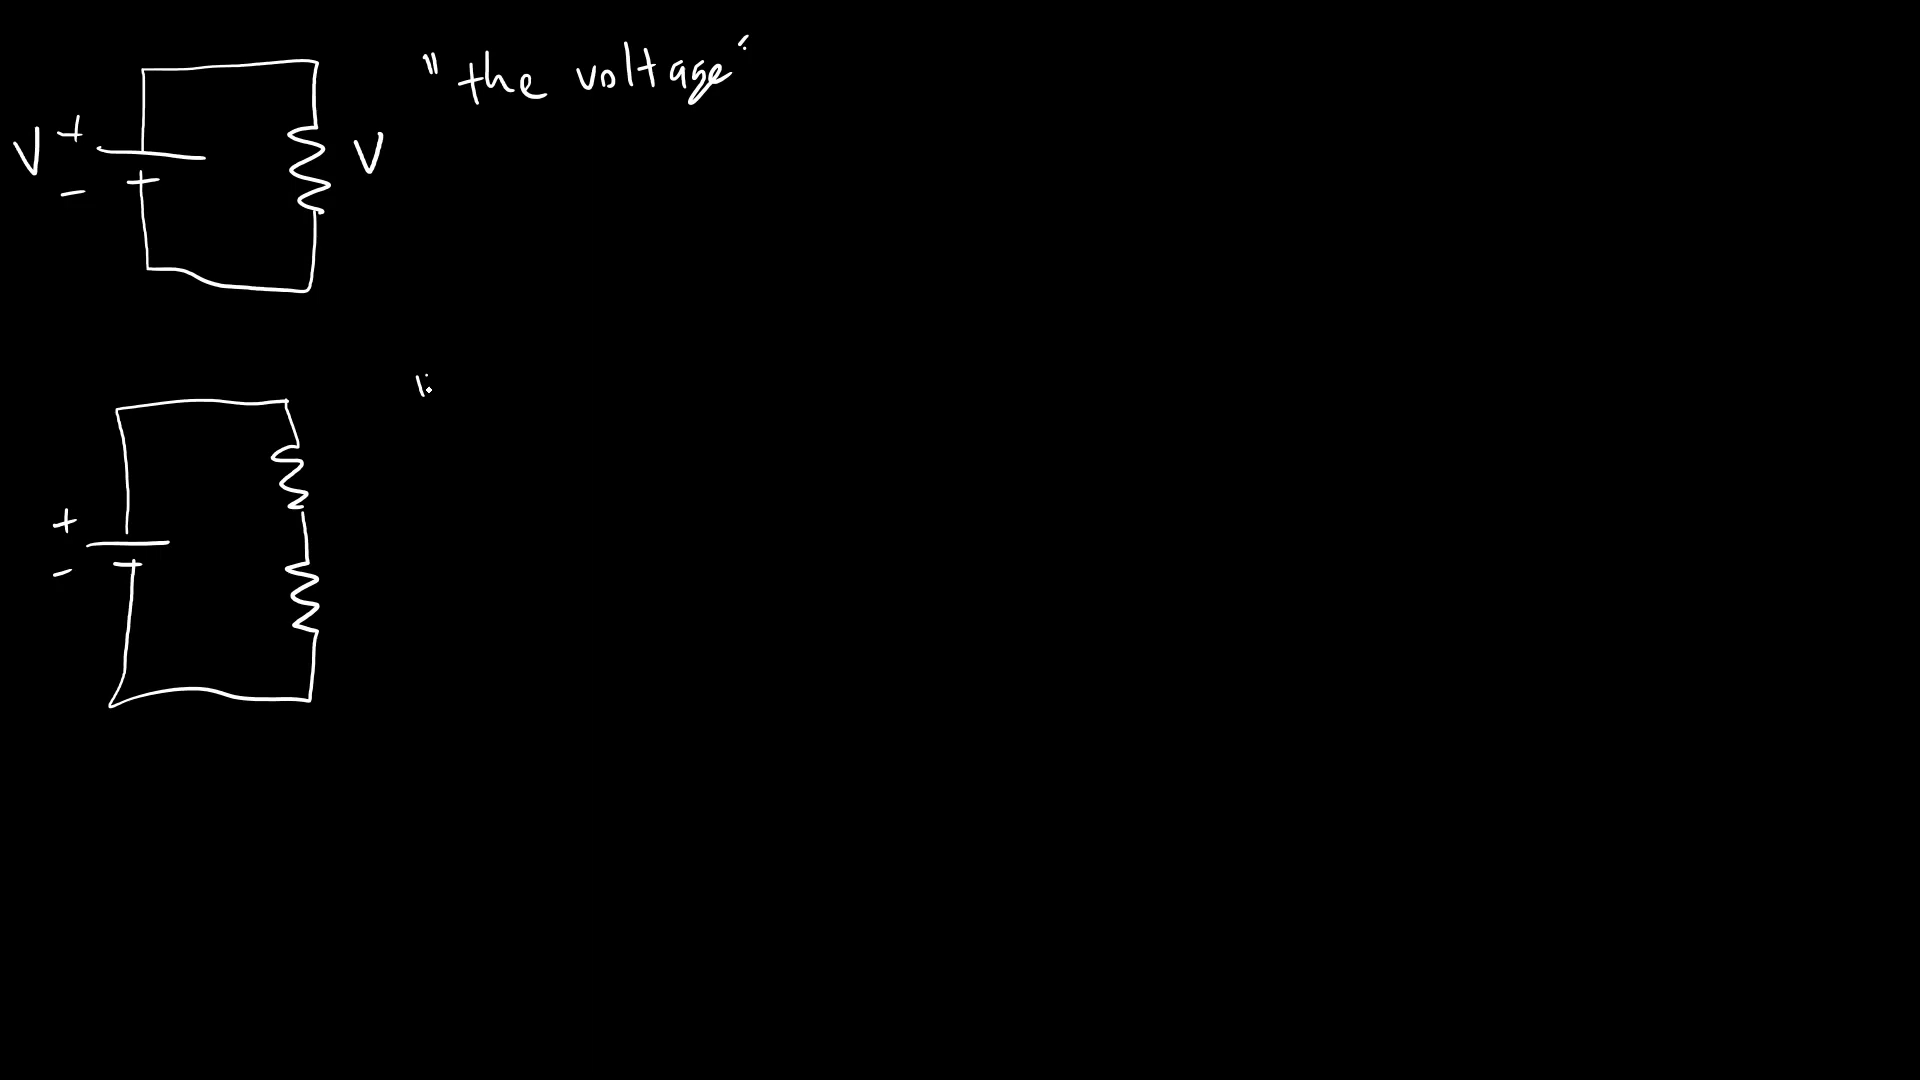 "the voltage"
V + - V
+
-